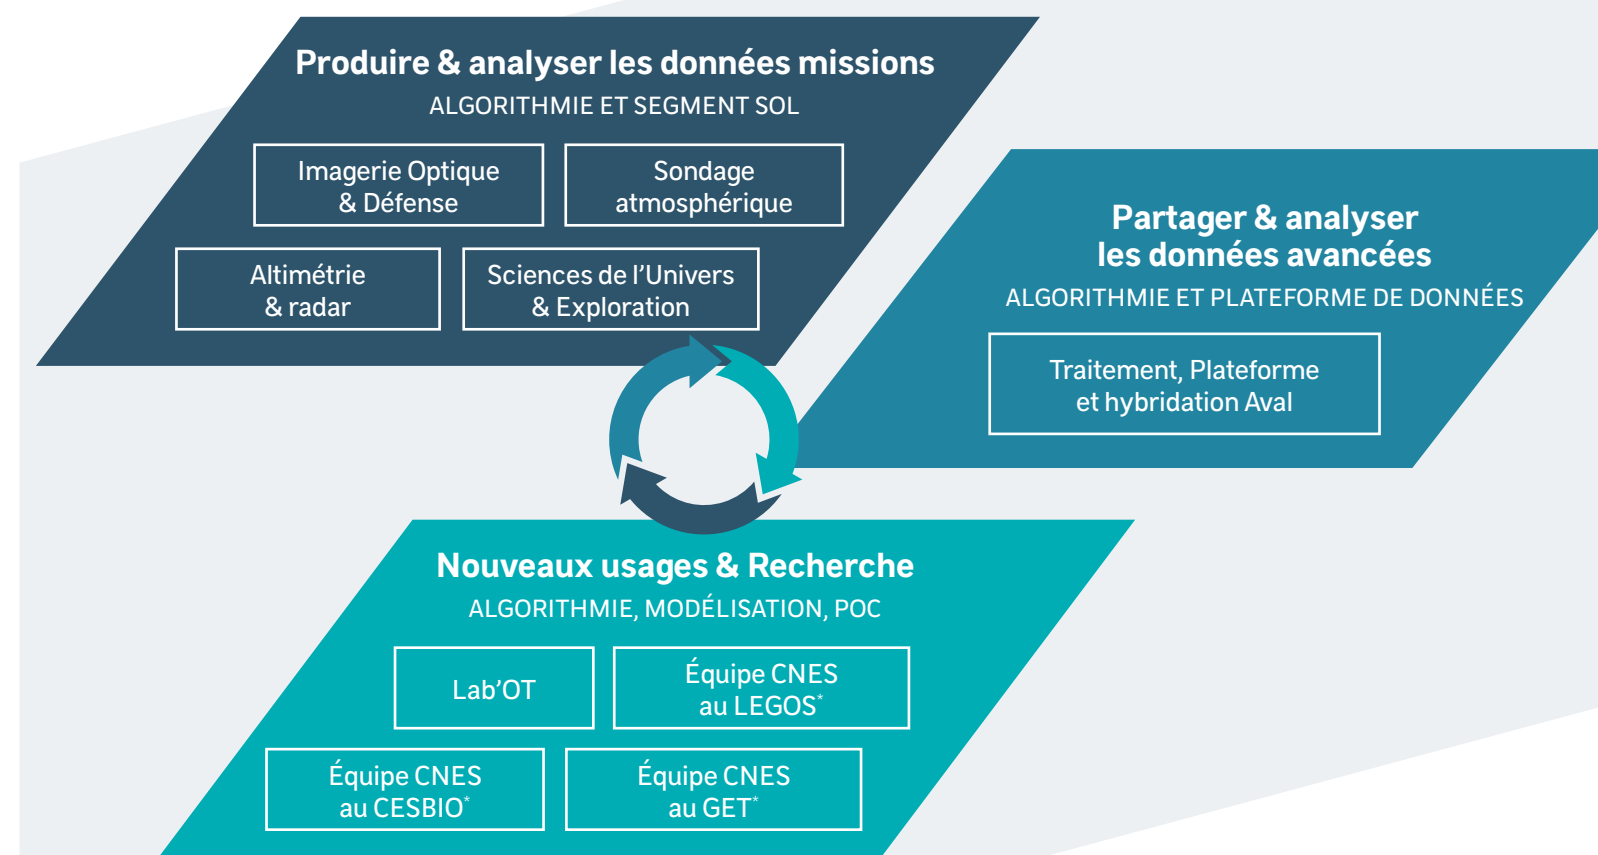 Produire & analyser les données missions
ALGORITHMIE ET SEGMENT SOL
Imagerie Optique
& Défense
Sondage
atmosphérique
Altimétrie
& radar
Sciences de l'Univers
& Exploration
Partager & analyser
les données avancées
ALGORITHMIE ET PLATEFORME DE DONNÉES
Traitement, Plateforme
et hybridation Aval
Nouveaux usages & Recherche
ALGORITHMIE, MODÉLISATION, POC
Lab'OT
Équipe CNES
au LEGOS*
Équipe CNES
au CESBIO*
Équipe CNES
au GET*